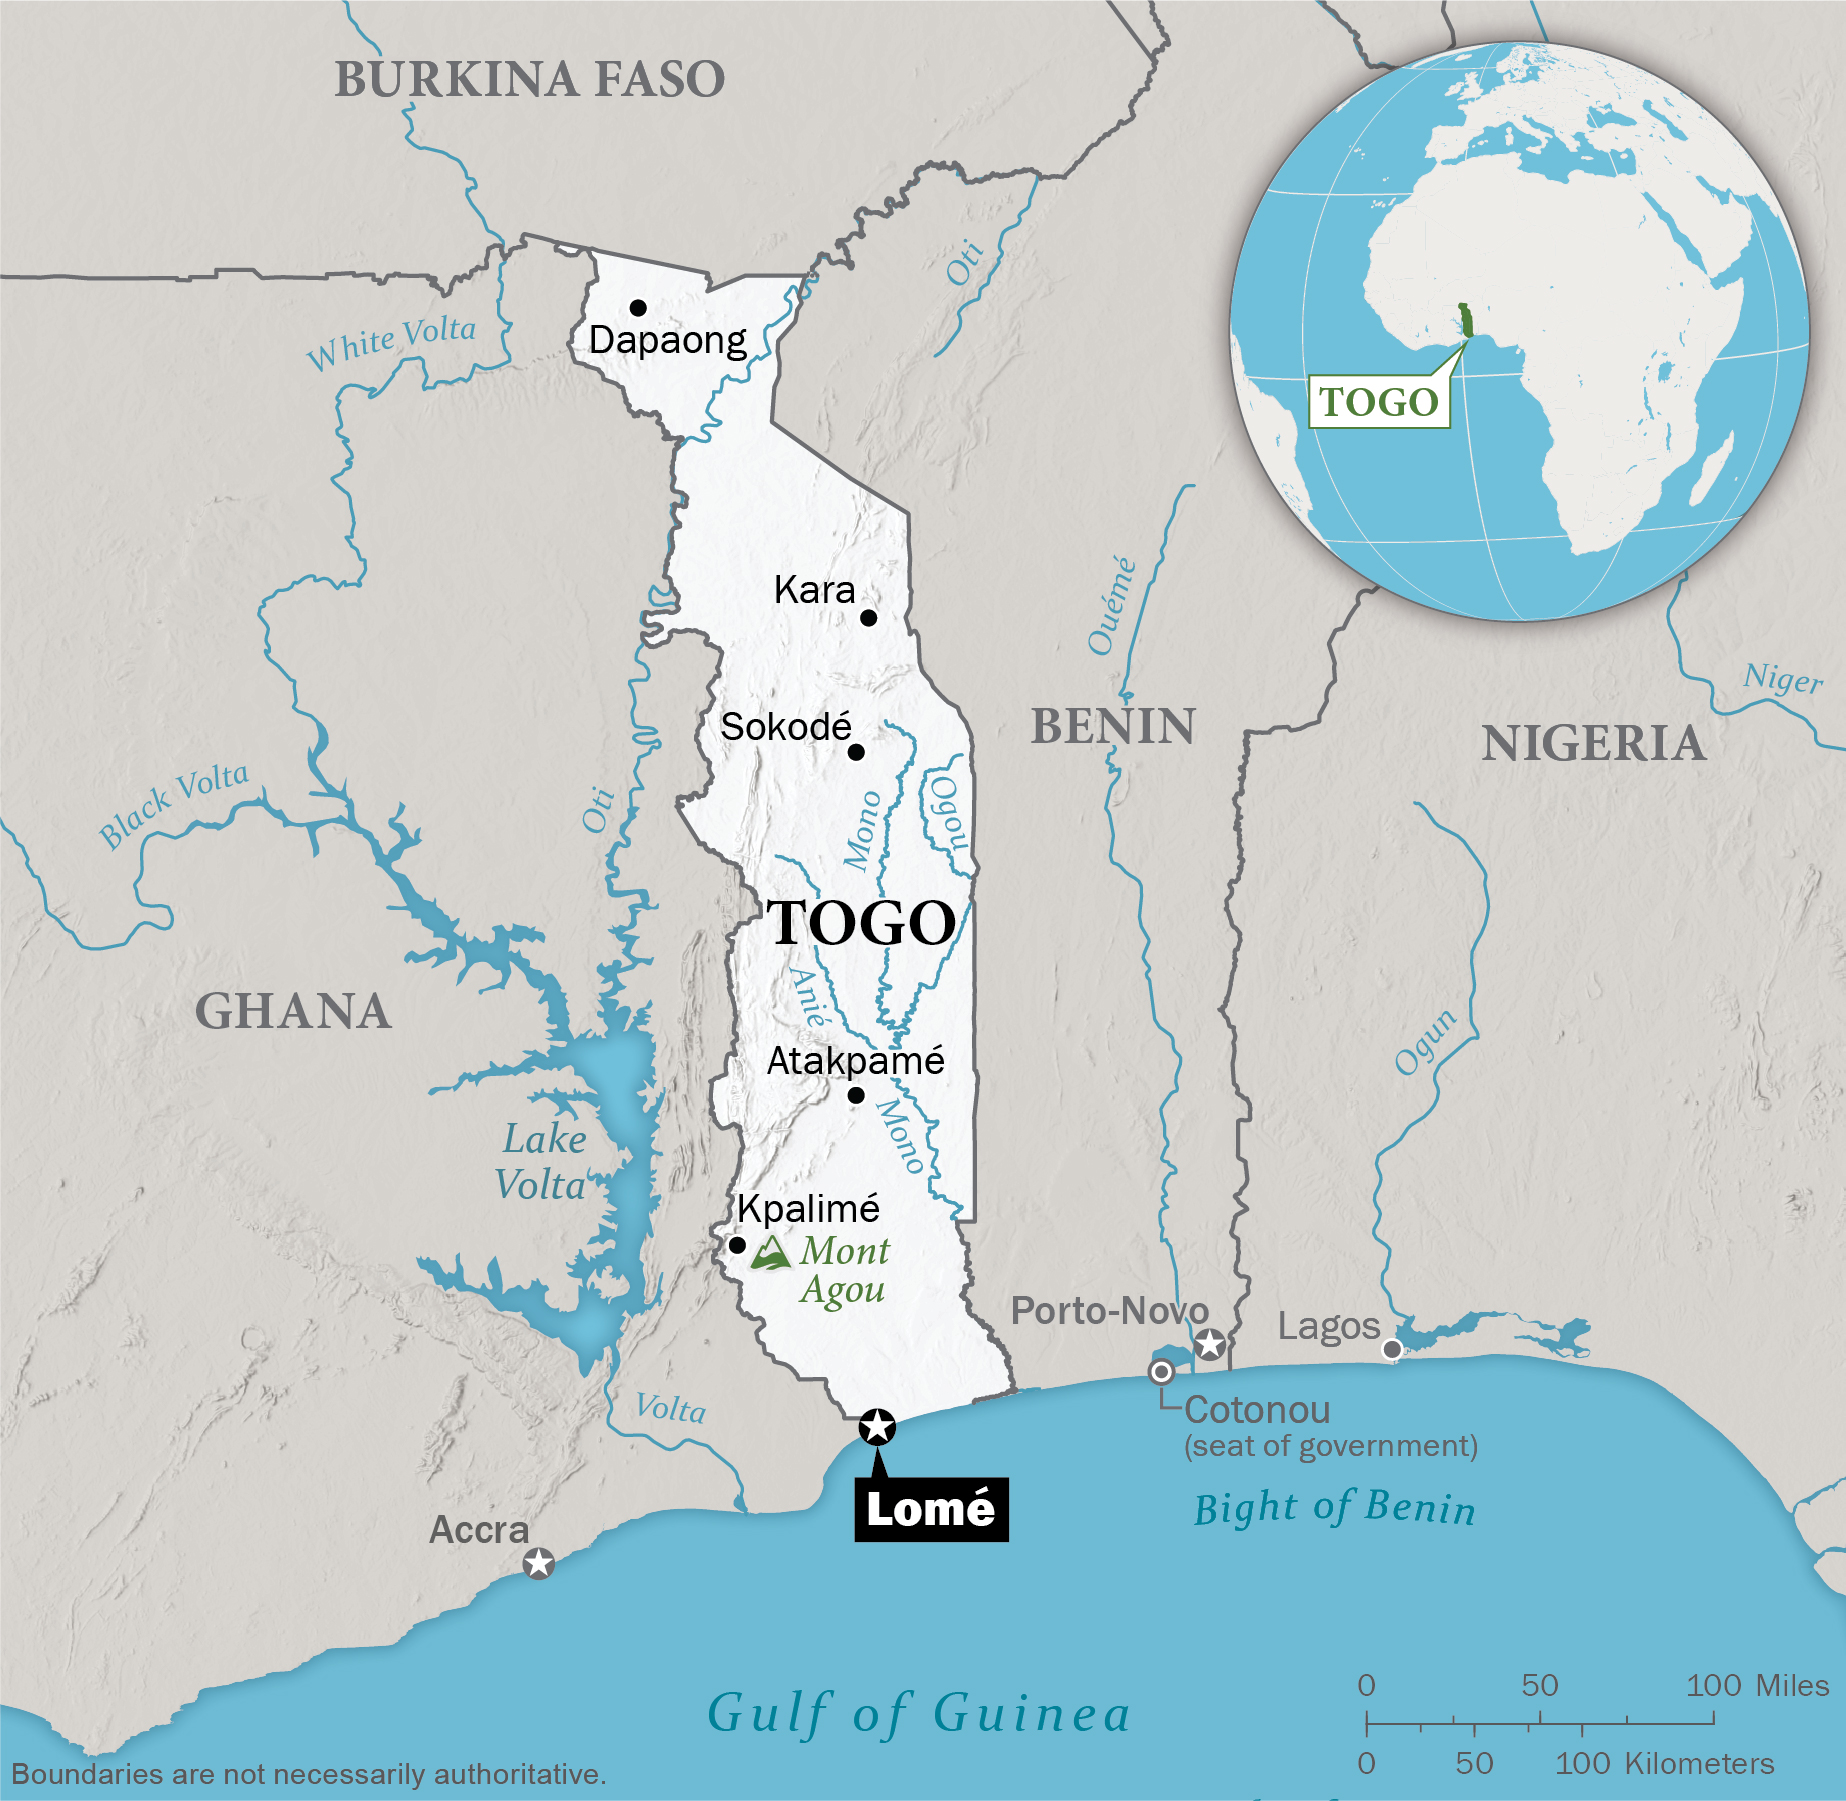 BURKINA FASO
Oti
White Volta
Dapaong
TOGO
Kara
Ouémé
Niger
Sokodé
BENIN
NIGERIA
Black Volta
Oti
Mono
Ogou
TOGO
GHANA
Anié
Ogun
Atakpamé
Lake
Volta
Mono
Kpalimé
Mont
Agou
Porto-Novo
Lagos
Volta
Cotonou
(seat of government)
Lomé
Bight of Benin
Accra
Gulf of Guinea
0 50 100 Miles
0 50 100 Kilometers
Boundaries are not necessarily authoritative.